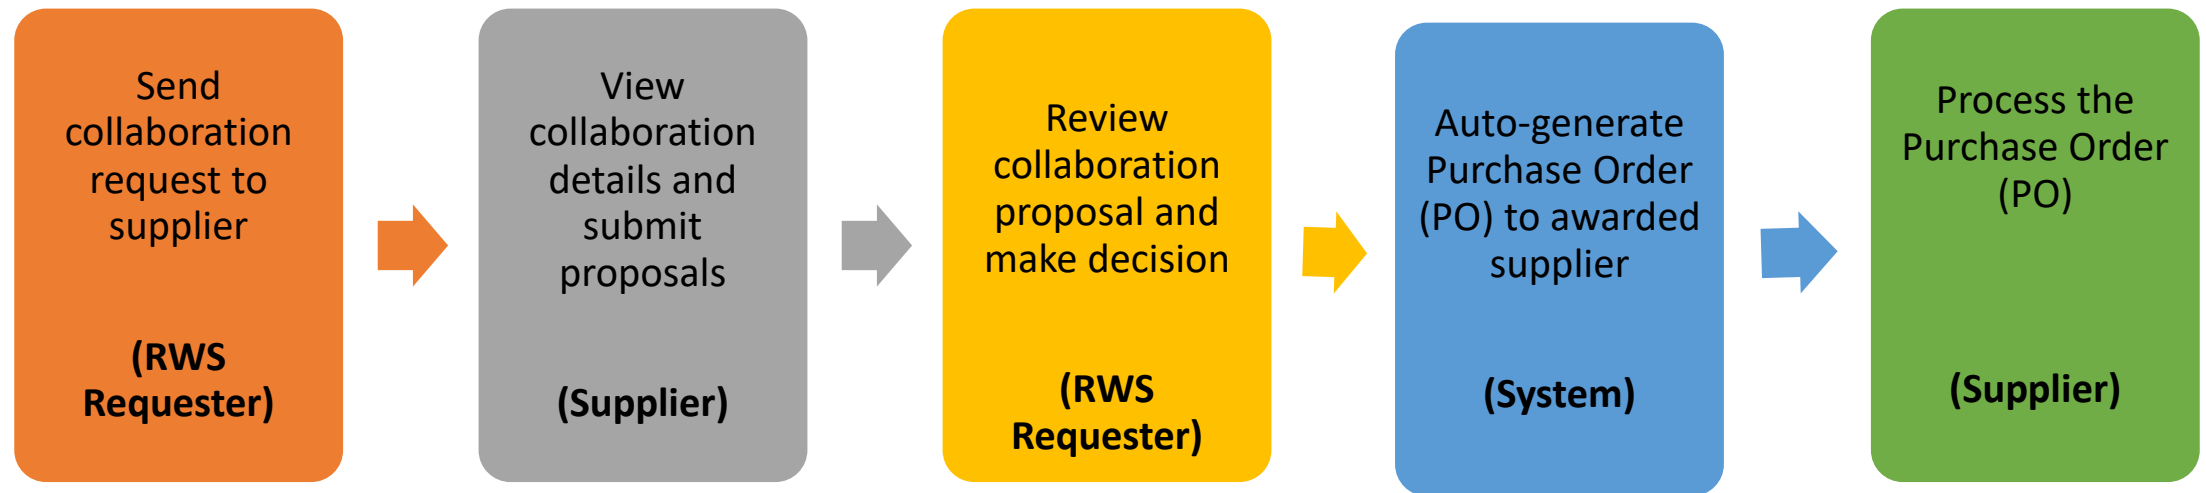 Send
collaboration
request to
supplier
(RWS
Requester)
View
collaboration
details and
submit
proposals
(Supplier)
Review
collaboration
proposal and
make decision
(RWS
Requester)
Auto-generate
Purchase Order
(PO) to awarded
supplier
(System)
Process the
Purchase Order
(PO)
(Supplier)